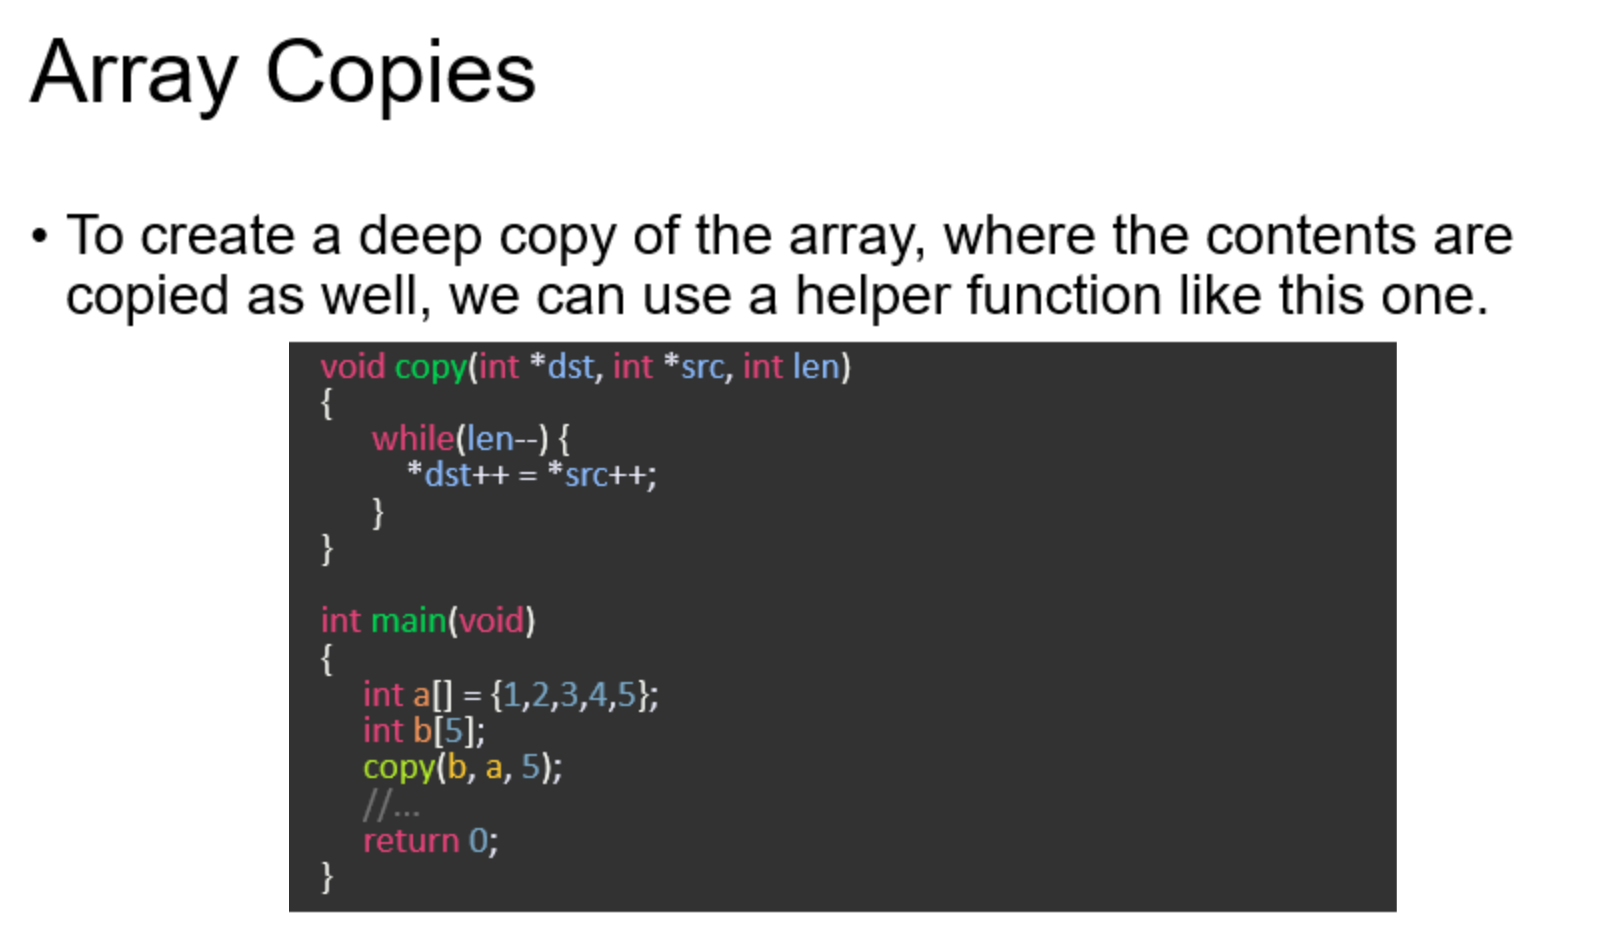 Array Copies
• To create a deep copy of the array, where the contents are
copied as well, we can use a helper function like this one.
void copy(int *dst, int *src, int len)
{
while(len--) {
*dst++ = *src++;
}
}
int main(void)
{
int a[] = {1,2,3,4,5};
int b[5];
copy(b, a, 5);
//...
return 0;
}